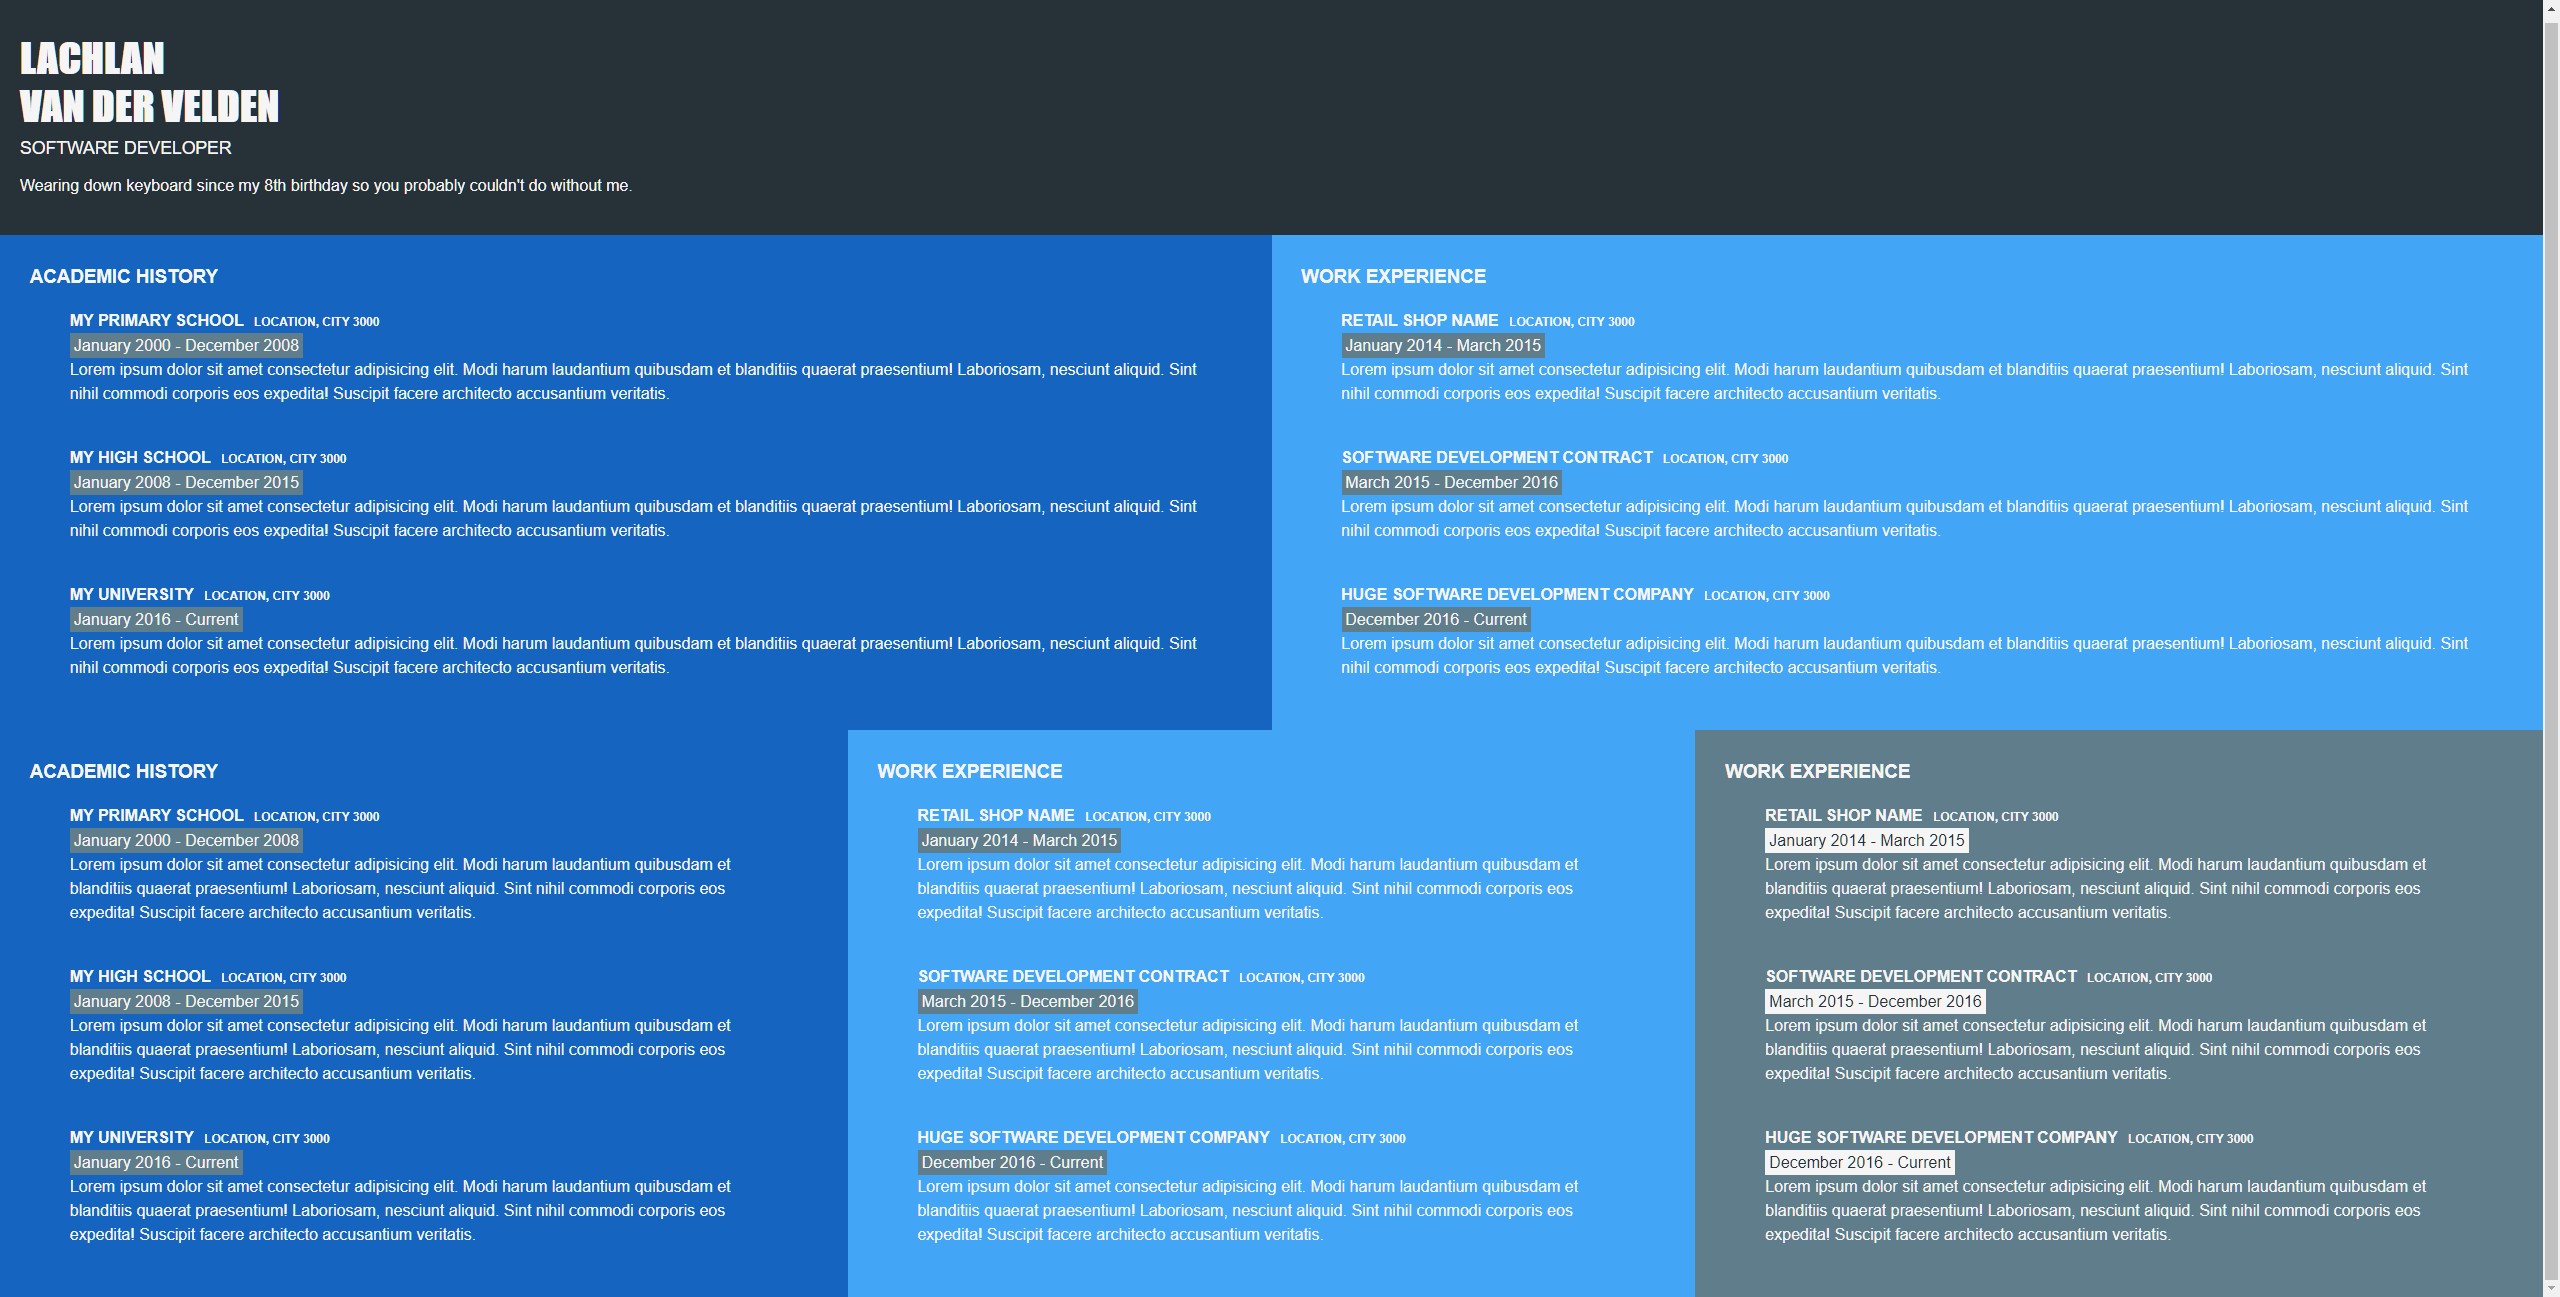 LACHLAN
VAN DER VELDEN
SOFTWARE DEVELOPER
Wearing down keyboard since my 8th birthday so you probably couldn't do without me.
ACADEMIC HISTORY
MY PRIMARY SCHOOL LOCATION, CITY 3000
January 2000 - December 2008
Lorem ipsum dolor sit amet consectetur adipisicing elit. Modi harum laudantium quibusdam et blanditiis quaerat praesentium! Laboriosam, nesciunt aliquid. Sint
nihil commodi corporis eos expedita! Suscipit facere architecto accusantium veritatis.
MY HIGH SCHOOL LOCATION, CITY 3000
January 2008 - December 2015
Lorem ipsum dolor sit amet consectetur adipisicing elit. Modi harum laudantium quibusdam et blanditiis quaerat praesentium! Laboriosam, nesciunt aliquid. Sint
nihil commodi corporis eos expedita! Suscipit facere architecto accusantium veritatis.
MY UNIVERSITY LOCATION, CITY 3000
January 2016 - Current
Lorem ipsum dolor sit amet consectetur adipisicing elit. Modi harum laudantium quibusdam et blanditiis quaerat praesentium! Laboriosam, nesciunt aliquid. Sint
nihil commodi corporis eos expedita! Suscipit facere architecto accusantium veritatis.
WORK EXPERIENCE
RETAIL SHOP NAME LOCATION, CITY 3000
January 2014 - March 2015
Lorem ipsum dolor sit amet consectetur adipisicing elit. Modi harum laudantium quibusdam et blanditiis quaerat praesentium! Laboriosam, nesciunt aliquid. Sint
nihil commodi corporis eos expedita! Suscipit facere architecto accusantium veritatis.
SOFTWARE DEVELOPMENT CONTRACT LOCATION, CITY 3000
March 2015 - December 2016
Lorem ipsum dolor sit amet consectetur adipisicing elit. Modi harum laudantium quibusdam et blanditiis quaerat praesentium! Laboriosam, nesciunt aliquid. Sint
nihil commodi corporis eos expedita! Suscipit facere architecto accusantium veritatis.
HUGE SOFTWARE DEVELOPMENT COMPANY LOCATION, CITY 3000
December 2016 - Current
Lorem ipsum dolor sit amet consectetur adipisicing elit. Modi harum laudantium quibusdam et blanditiis quaerat praesentium! Laboriosam, nesciunt aliquid. Sint
nihil commodi corporis eos expedita! Suscipit facere architecto accusantium veritatis.
ACADEMIC HISTORY
MY PRIMARY SCHOOL LOCATION, CITY 3000
January 2000 - December 2008
Lorem ipsum dolor sit amet consectetur adipisicing elit. Modi harum laudantium quibusdam et
blanditiis quaerat praesentium! Laboriosam, nesciunt aliquid. Sint nihil commodi corporis eos
expedita! Suscipit facere architecto accusantium veritatis.
MY HIGH SCHOOL LOCATION, CITY 3000
January 2008 - December 2015
Lorem ipsum dolor sit amet consectetur adipisicing elit. Modi harum laudantium quibusdam et
blanditiis quaerat praesentium! Laboriosam, nesciunt aliquid. Sint nihil commodi corporis eos
expedita! Suscipit facere architecto accusantium veritatis.
MY UNIVERSITY LOCATION, CITY 3000
January 2016 - Current
Lorem ipsum dolor sit amet consectetur adipisicing elit. Modi harum laudantium quibusdam et
blanditiis quaerat praesentium! Laboriosam, nesciunt aliquid. Sint nihil commodi corporis eos
expedita! Suscipit facere architecto accusantium veritatis.
WORK EXPERIENCE
RETAIL SHOP NAME LOCATION, CITY 3000
January 2014 - March 2015
Lorem ipsum dolor sit amet consectetur adipisicing elit. Modi harum laudantium quibusdam et
blanditiis quaerat praesentium! Laboriosam, nesciunt aliquid. Sint nihil commodi corporis eos
expedita! Suscipit facere architecto accusantium veritatis.
SOFTWARE DEVELOPMENT CONTRACT LOCATION, CITY 3000
March 2015 - December 2016
Lorem ipsum dolor sit amet consectetur adipisicing elit. Modi harum laudantium quibusdam et
blanditiis quaerat praesentium! Laboriosam, nesciunt aliquid. Sint nihil commodi corporis eos
expedita! Suscipit facere architecto accusantium veritatis.
HUGE SOFTWARE DEVELOPMENT COMPANY LOCATION, CITY 3000
December 2016 - Current
Lorem ipsum dolor sit amet consectetur adipisicing elit. Modi harum laudantium quibusdam et
blanditiis quaerat praesentium! Laboriosam, nesciunt aliquid. Sint nihil commodi corporis eos
expedita! Suscipit facere architecto accusantium veritatis.
WORK EXPERIENCE
RETAIL SHOP NAME LOCATION, CITY 3000
January 2014 - March 2015
Lorem ipsum dolor sit amet consectetur adipisicing elit. Modi harum laudantium quibusdam et
blanditiis quaerat praesentium! Laboriosam, nesciunt aliquid. Sint nihil commodi corporis eos
expedita! Suscipit facere architecto accusantium veritatis.
SOFTWARE DEVELOPMENT CONTRACT LOCATION, CITY 3000
March 2015 - December 2016
Lorem ipsum dolor sit amet consectetur adipisicing elit. Modi harum laudantium quibusdam et
blanditiis quaerat praesentium! Laboriosam, nesciunt aliquid. Sint nihil commodi corporis eos
expedita! Suscipit facere architecto accusantium veritatis.
HUGE SOFTWARE DEVELOPMENT COMPANY LOCATION, CITY 3000
December 2016 - Current
Lorem ipsum dolor sit amet consectetur adipisicing elit. Modi harum laudantium quibusdam et
blanditiis quaerat praesentium! Laboriosam, nesciunt aliquid. Sint nihil commodi corporis eos
expedita! Suscipit facere architecto accusantium veritatis.